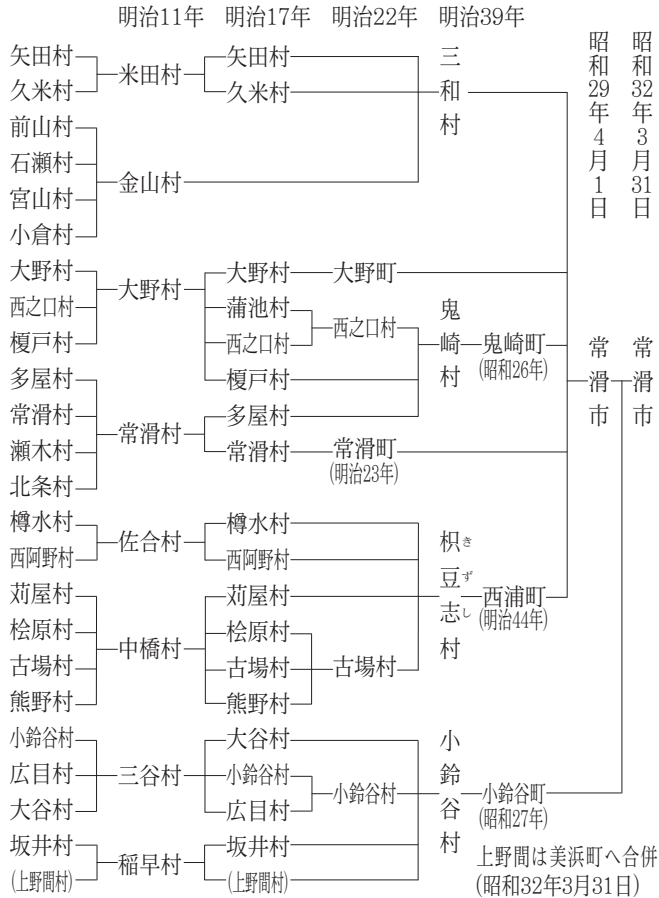 明治11年 明治17年 明治22年 明治39年
昭和29年4月1日
昭和32年3月31日
矢田村
久米村
前山村
石瀬村
宮山村
小倉村
大野村
西之口村
榎戸村
多屋村
常滑村
瀬木村
北条村
樽水村
西阿野村
苅屋村
桧原村
古場村
熊野村
小鈴谷村
広目村
大谷村
坂井村
(上野間村)
米田村
金山村
大野村
常滑村
佐合村
中橋村
三谷村
稲早村
矢田村
久米村
大野村
蒲池村
西之口村
榎戸村
多屋村
常滑村
樽水村
西阿野村
苅屋村
桧原村
古場村
熊野村
大谷村
小鈴谷村
広目村
坂井村
(上野間村)
大野町
西之口村
常滑町
(明治23年)
古場村
小鈴谷村
三和村
鬼崎村
枳豆志村
きずし
小鈴谷村
鬼崎町
(昭和26年)
西浦町
(明治44年)
小鈴谷町
(昭和27年)
常滑市
常滑市
上野間は美浜町へ合併
(昭和32年3月31日)